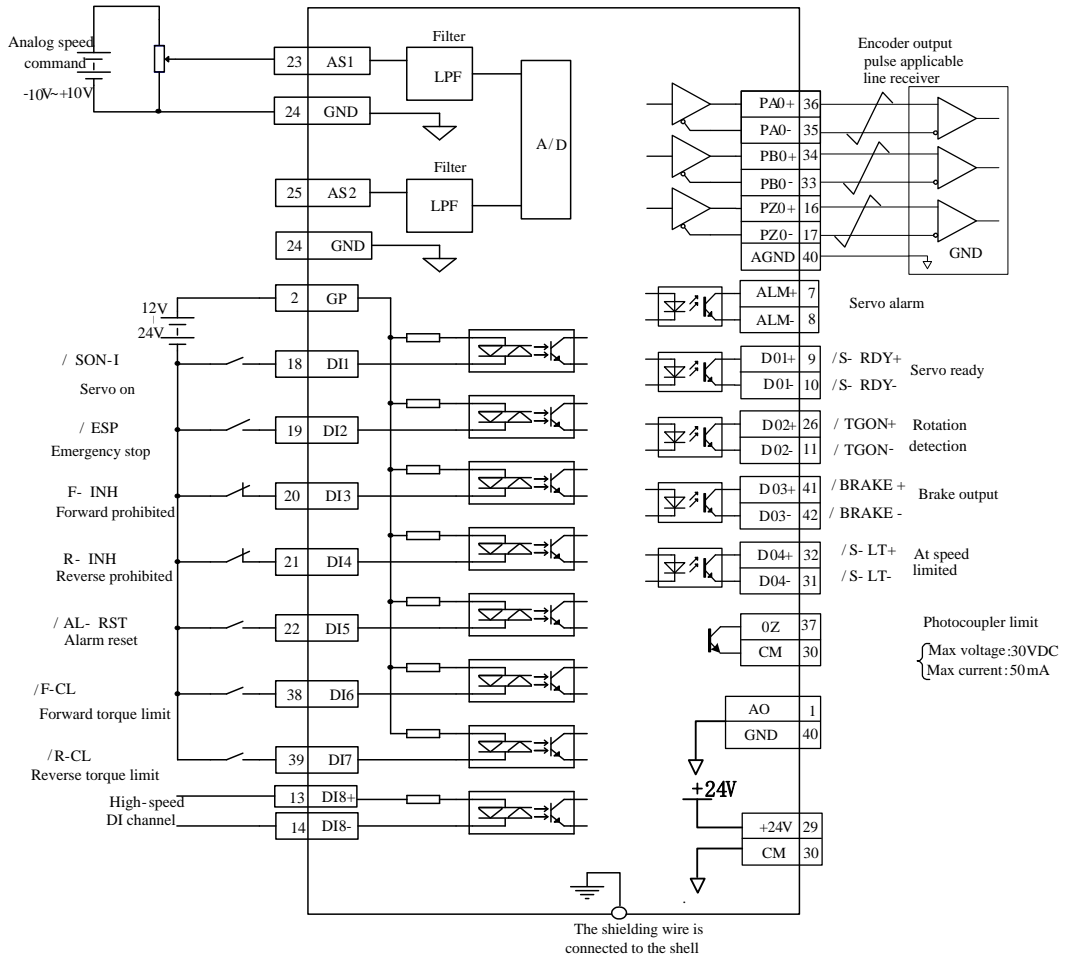 Analog speed
command
-10V~+10V
23 AS1
24 GND
25 AS2
24 GND
Filter
LPF
Filter
LPF
A/D
12V
24V
2 GP
/ SON-I
Servo on
18 DI1
/ ESP
Emergency stop
19 DI2
F- INH
Forward prohibited
20 DI3
R- INH
Reverse prohibited
21 DI4
/ AL- RST
Alarm reset
22 DI5
/F-CL
Forward torque limit
38 DI6
/R-CL
Reverse torque limit
39 DI7
High-speed
DI channel
13 DI8+
14 DI8-
Encoder output
pulse applicable
line receiver
PA0+ 36
PA0- 35
PB0+ 34
PB0- 33
PZ0+ 16
PZ0- 17
AGND 40
GND
ALM+ 7
ALM- 8
Servo alarm
D01+ 9 /S- RDY+
D01- 10 /S- RDY-
Servo ready
D02+ 26 / TGON+
D02- 11 / TGON-
Rotation
detection
D03+ 41 /BRAKE +
D03- 42 / BRAKE -
Brake output
D04+ 32 /S- LT+
D04- 31 /S- LT-
At speed
limited
0Z 37
CM 30
Photocoupler limit
Max voltage:30VDC
Max current:50mA
AO 1
GND 40
+24V
+24V 29
CM 30
The shielding wire is
connected to the shell